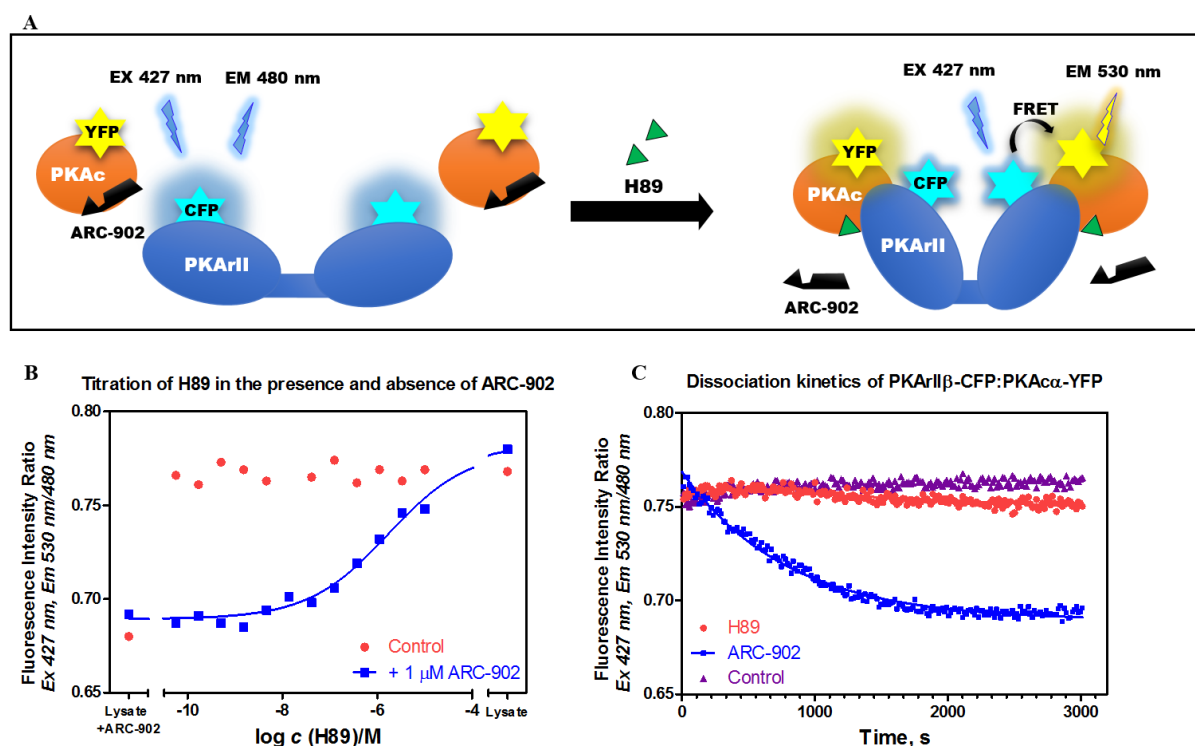 A
EX 427 nm
EM 480 nm
YFP
PKAc
ARC-902
CFP
PKArII
H89
EX 427 nm
EM 530 nm
FRET
YFP
PKAc
CFP
PKArII
ARC-902
B
Titration of H89 in the presence and absence of ARC-902
Fluorescence Intensity Ratio
Ex 427 nm, Em 530 nm/480 nm
0.80
0.75
0.70
0.65
Control
+ 1 μM ARC-902
Lysate
+ARC-902
-10
-8
-6
-4
Lysate
log c (H89)/M
C
Dissociation kinetics of PKArIIβ-CFP:PKAcα-YFP
Fluorescence Intensity Ratio
Ex 427 nm, Em 530 nm/480 nm
0.80
0.75
0.70
0.65
H89
ARC-902
Control
0
1000
2000
3000
Time, s